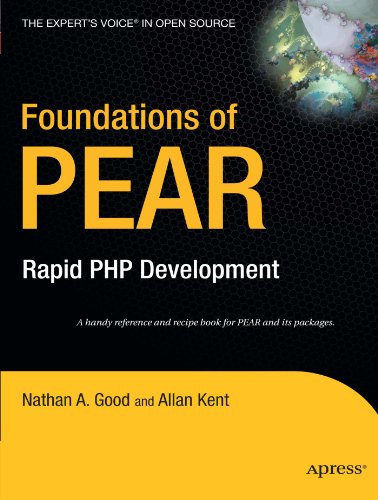 THE EXPERT'S VOICE® IN OPEN SOURCE
Foundations of
PEAR
Rapid PHP Development
A handy reference and recipe book for PEAR and its packages.
Nathan A. Good and Allan Kent
Apress®